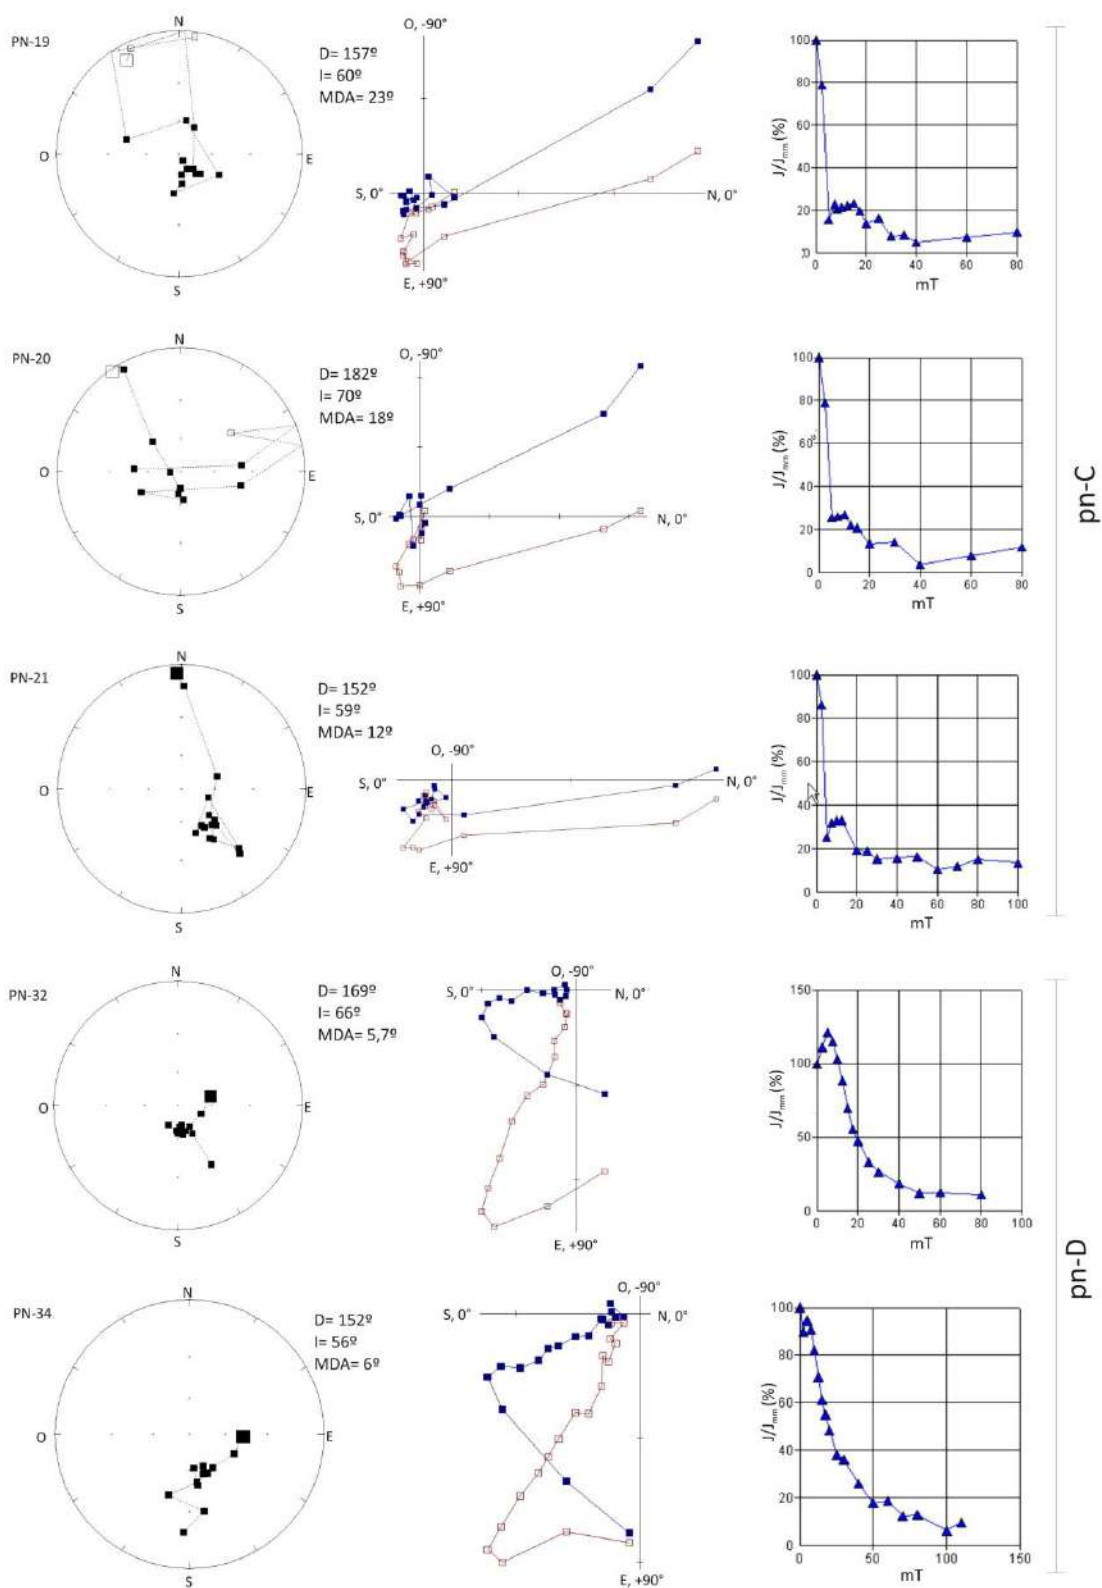 PN-19
N
O
E
S
D= 157º
I= 60º
MDA= 23º
O, -90°
S, 0°
N, 0°
E, +90°
J/Jmm (%)
100
80
60
40
20
0
0 20 40 60 80
mT
PN-20
N
O
E
S
D= 182º
I= 70º
MDA= 18º
O, -90°
S, 0°
N, 0°
E, +90°
J/Jmm (%)
100
80
60
40
20
0
0 20 40 60 80
mT
PN-21
N
O
E
S
D= 152º
I= 59º
MDA= 12º
O, -90°
S, 0°
N, 0°
E, +90°
J/Jmm (%)
100
80
60
40
20
0
0 20 40 60 80 100
mT
pn-C
PN-32
N
O
E
S
D= 169º
I= 66º
MDA= 5,7º
O, -90°
S, 0°
N, 0°
E, +90°
J/Jmm (%)
150
100
50
0
0 20 40 60 80 100
mT
PN-34
N
O
E
S
D= 152º
I= 56º
MDA= 6º
O, -90°
S, 0°
N, 0°
E, +90°
J/Jmm (%)
100
80
60
40
20
0
0 50 100 150
mT
pn-D